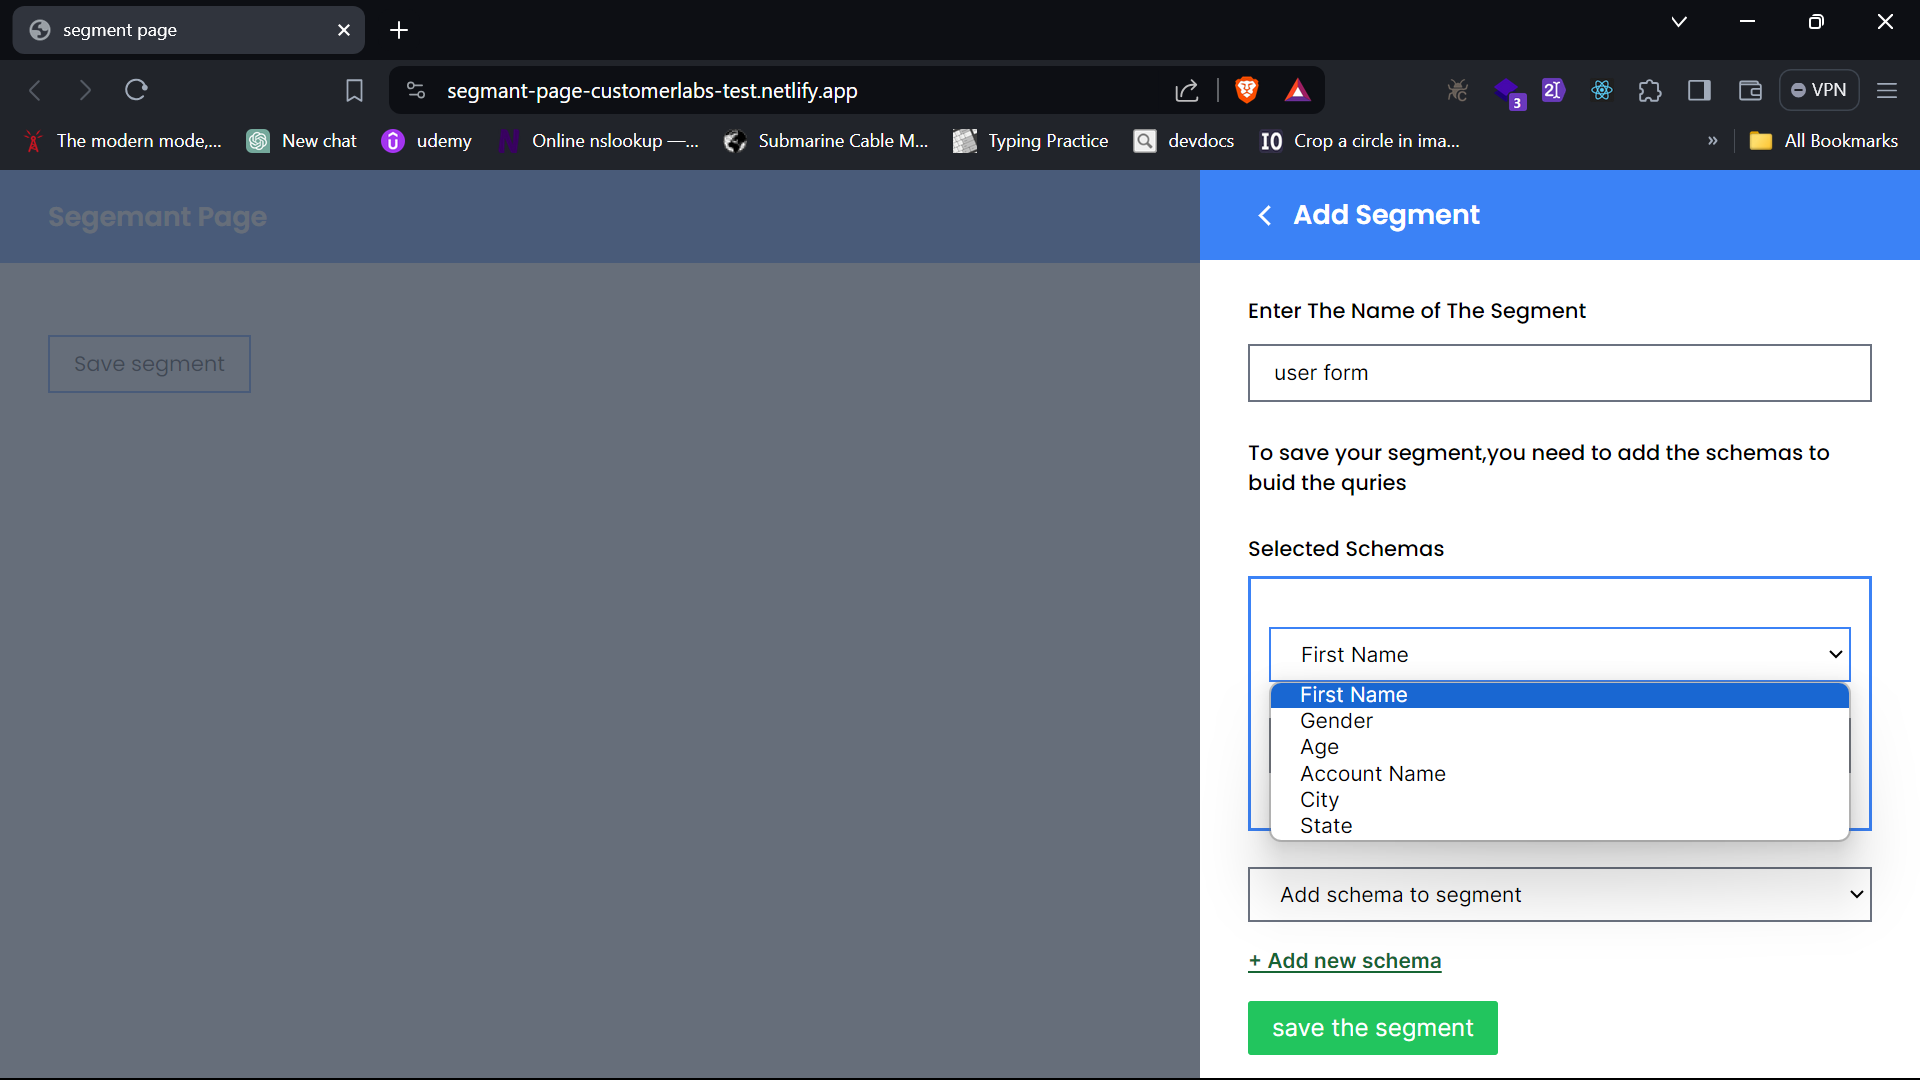 segment page
segmant-page-customerlabs-test.netlify.app
3
VPN
The modern mode,...
New chat
udemy
Online nslookup —...
Submarine Cable M...
Typing Practice
devdocs
IO Crop a circle in ima...
»
All Bookmarks
Segemant Page
Save segment
Add Segment
Enter The Name of The Segment
user form
To save your segment,you need to add the schemas to
buid the quries
Selected Schemas
First Name
First Name
Gender
Age
Account Name
City
State
Add schema to segment
+ Add new schema
save the segment